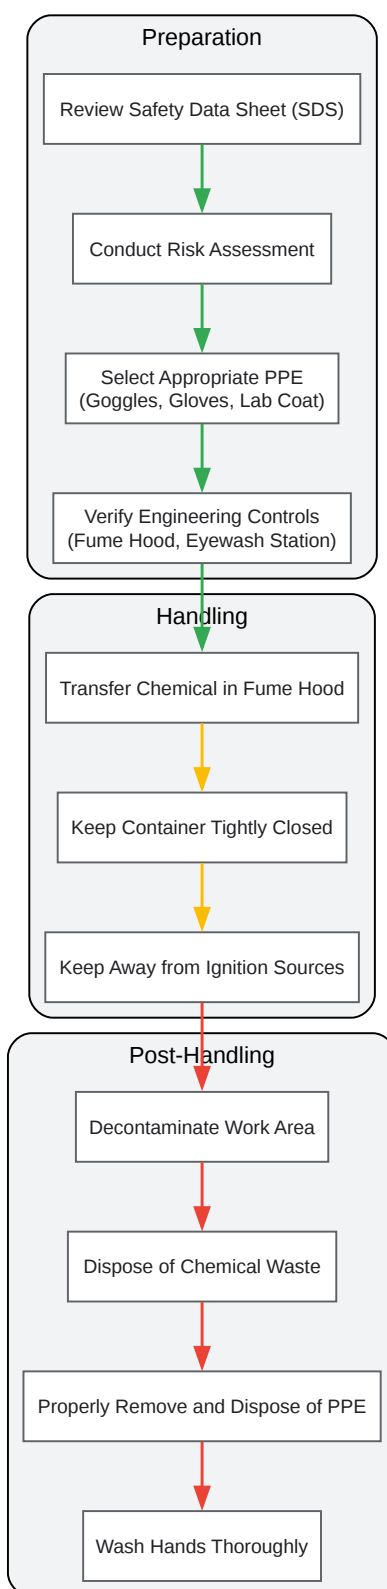 Preparation
Review Safety Data Sheet (SDS)
Conduct Risk Assessment
Select Appropriate PPE
(Goggles, Gloves, Lab Coat)
Verify Engineering Controls
(Fume Hood, Eyewash Station)
Handling
Transfer Chemical in Fume Hood
Keep Container Tightly Closed
Keep Away from Ignition Sources
Post-Handling
Decontaminate Work Area
Dispose of Chemical Waste
Properly Remove and Dispose of PPE
Wash Hands Thoroughly